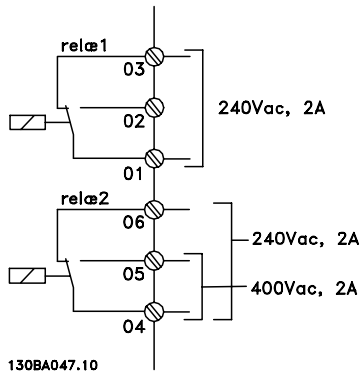 relæ1
03
02
240Vac, 2A
01
relæ2
06
240Vac, 2A
05
400Vac, 2A
04
130BA047.10